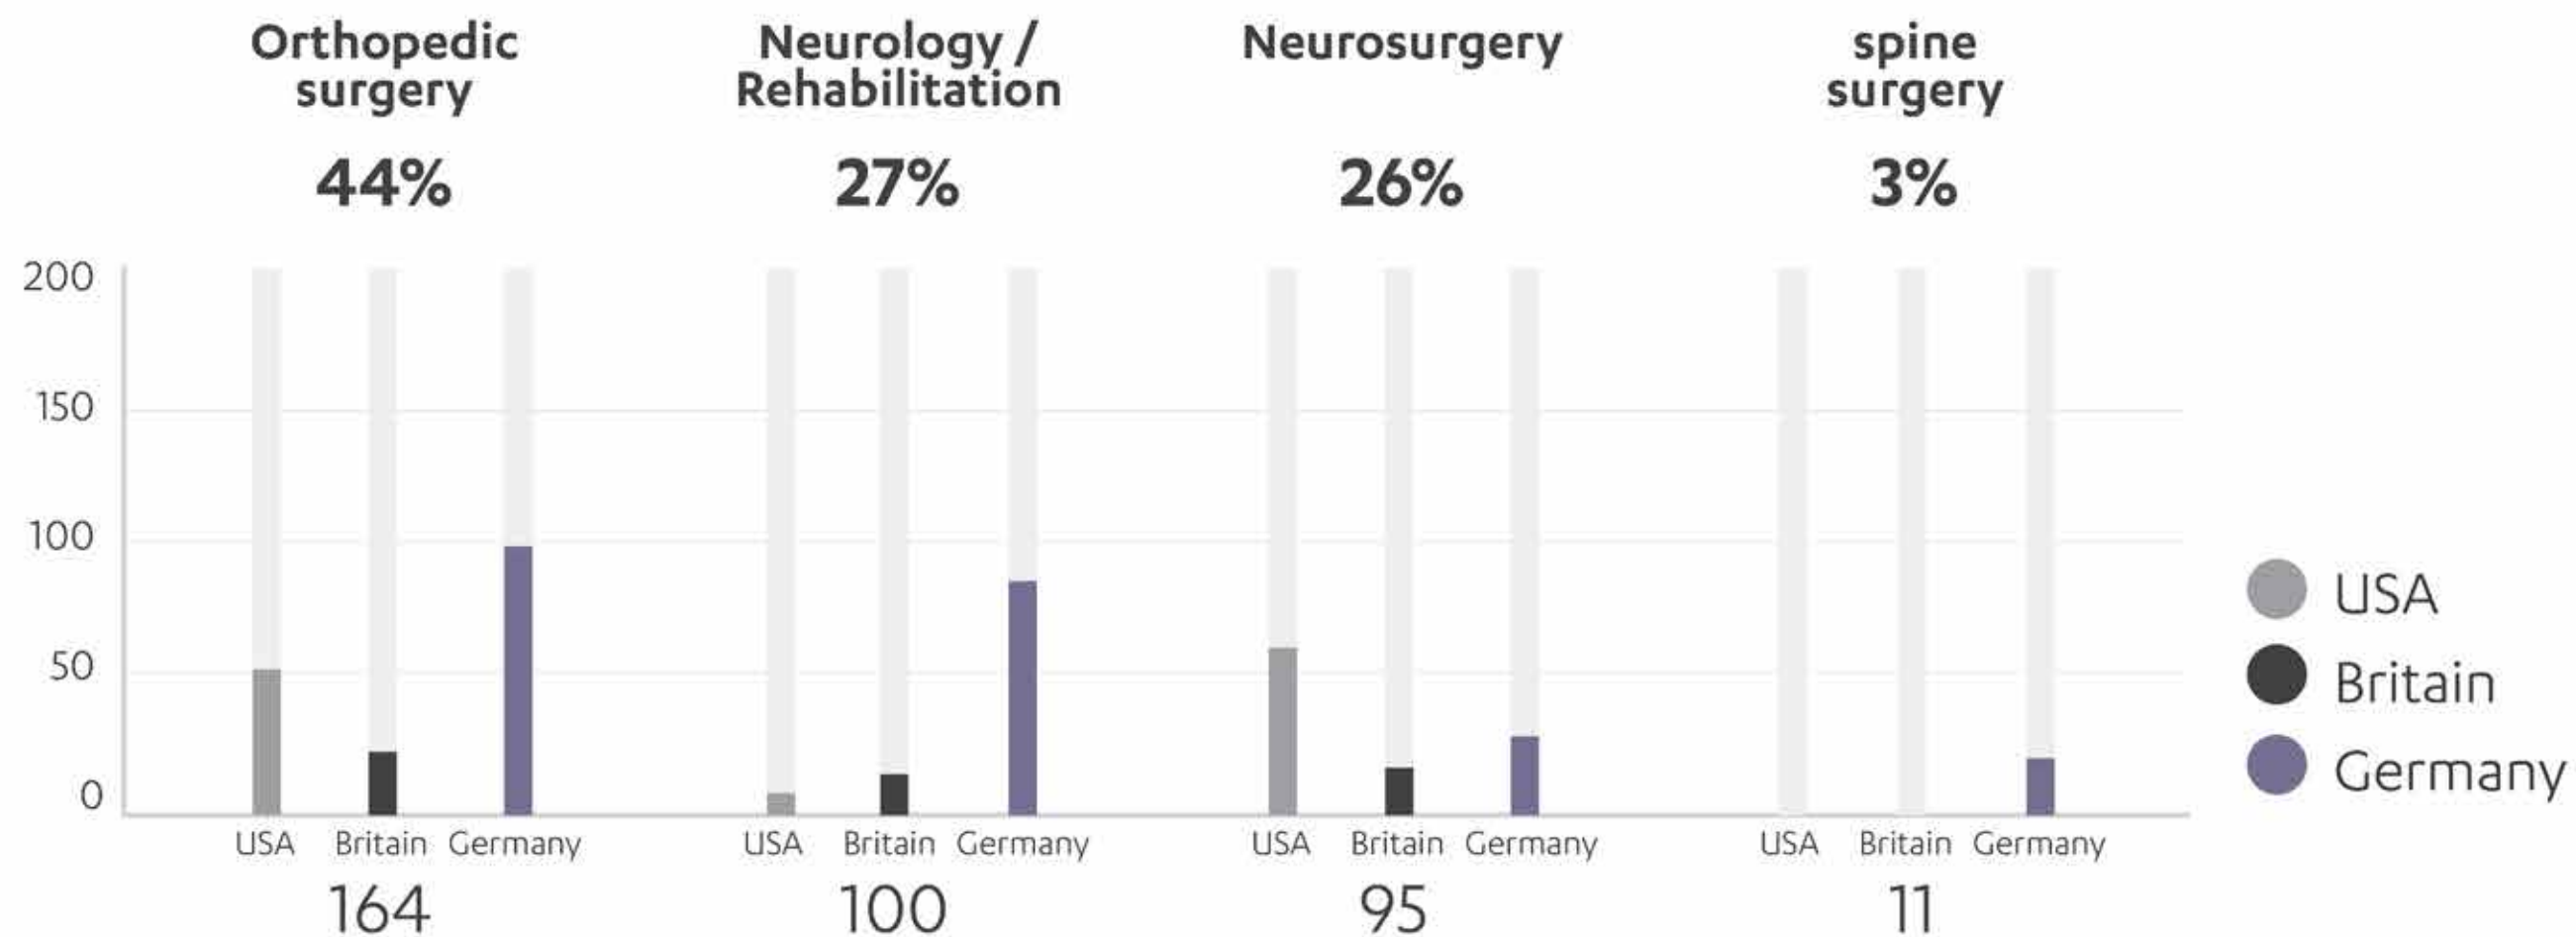 Orthopedic
surgery
44%
Neurology /
Rehabilitation
27%
Neurosurgery
26%
spine
surgery
3%
200
150
100
50
0
USA Britain Germany
164
USA Britain Germany
100
USA Britain Germany
95
USA Britain Germany
11
USA
Britain
Germany